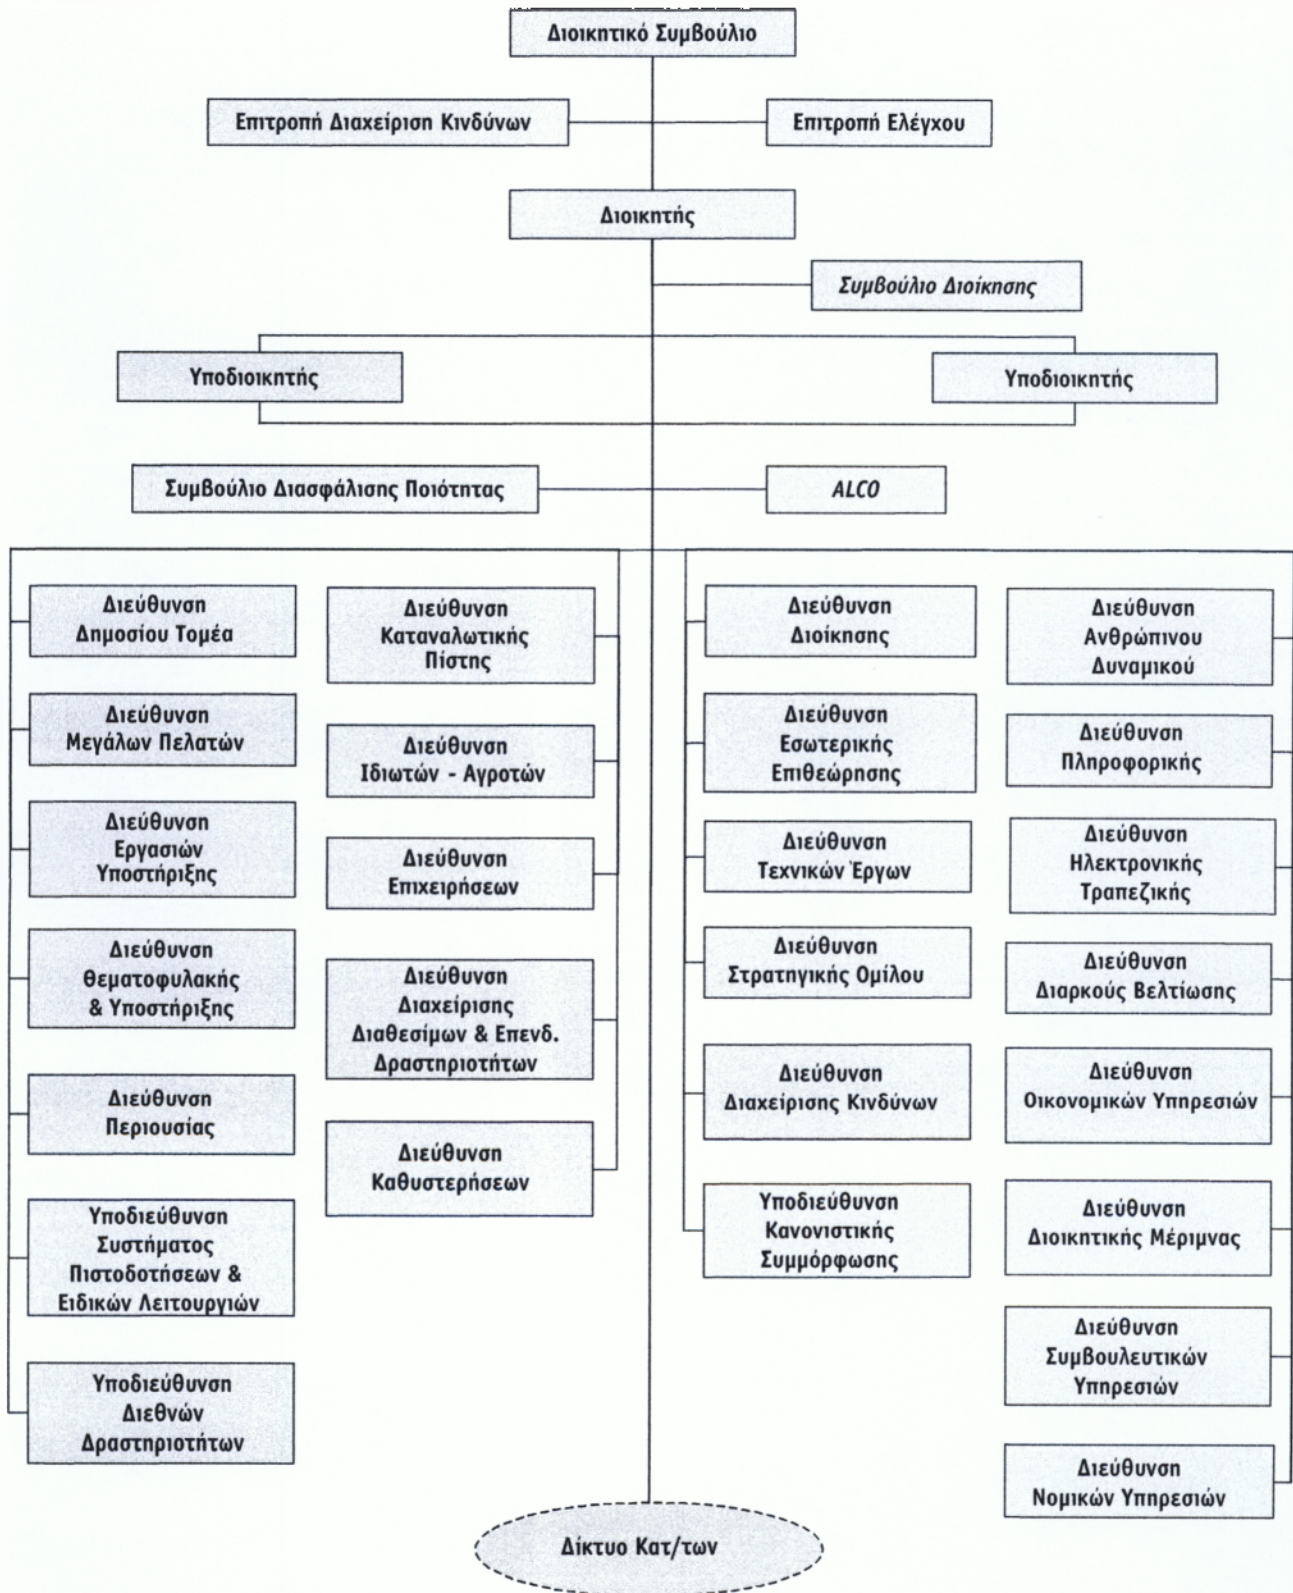 Διοικητικό Συμβούλιο
Επιτροπή Διαχείριση Κινδύνων
Επιτροπή Ελέγχου
Διοικητής
Συμβούλιο Διοίκησης
Υποδιοικητής
Υποδιοικητής
Συμβούλιο Διασφάλισης Ποιότητας
ALCO
Διεύθυνση
Δημοσίου Τομέα
Διεύθυνση
Μεγάλων Πελατών
Διεύθυνση
Εργασιών
Υποστήριξης
Διεύθυνση
Θεματοφυλακής
& Υποστήριξης
Διεύθυνση
Περιουσίας
Υποδιεύθυνση
Συστήματος
Πιστοδοτήσεων &
Ειδικών Λειτουργιών
Υποδιεύθυνση
Διεθνών
Δραστηριοτήτων
Διεύθυνση
Καταναλωτικής
Πίστης
Διεύθυνση
Ιδιωτών - Αγροτών
Διεύθυνση
Επιχειρήσεων
Διεύθυνση
Διαχείρισης
Διαθεσίμων & Επενδ.
Δραστηριοτήτων
Διεύθυνση
Καθυστερήσεων
Διεύθυνση
Διοίκησης
Διεύθυνση
Εσωτερικής
Επιθεώρησης
Διεύθυνση
Τεχνικών Έργων
Διεύθυνση
Στρατηγικής Ομίλου
Διεύθυνση
Διαχείρισης Κινδύνων
Υποδιεύθυνση
Κανονιστικής
Συμμόρφωσης
Διεύθυνση
Ανθρώπινου
Δυναμικού
Διεύθυνση
Πληροφορικής
Διεύθυνση
Ηλεκτρονικής
Τραπεζικής
Διεύθυνση
Διαρκούς Βελτίωσης
Διεύθυνση
Οικονομικών Υπηρεσιών
Διεύθυνση
Διοικητικής Μέριμνας
Διεύθυνση
Συμβουλευτικών
Υπηρεσιών
Διεύθυνση
Νομικών Υπηρεσιών
Δίκτυο Κατ/των